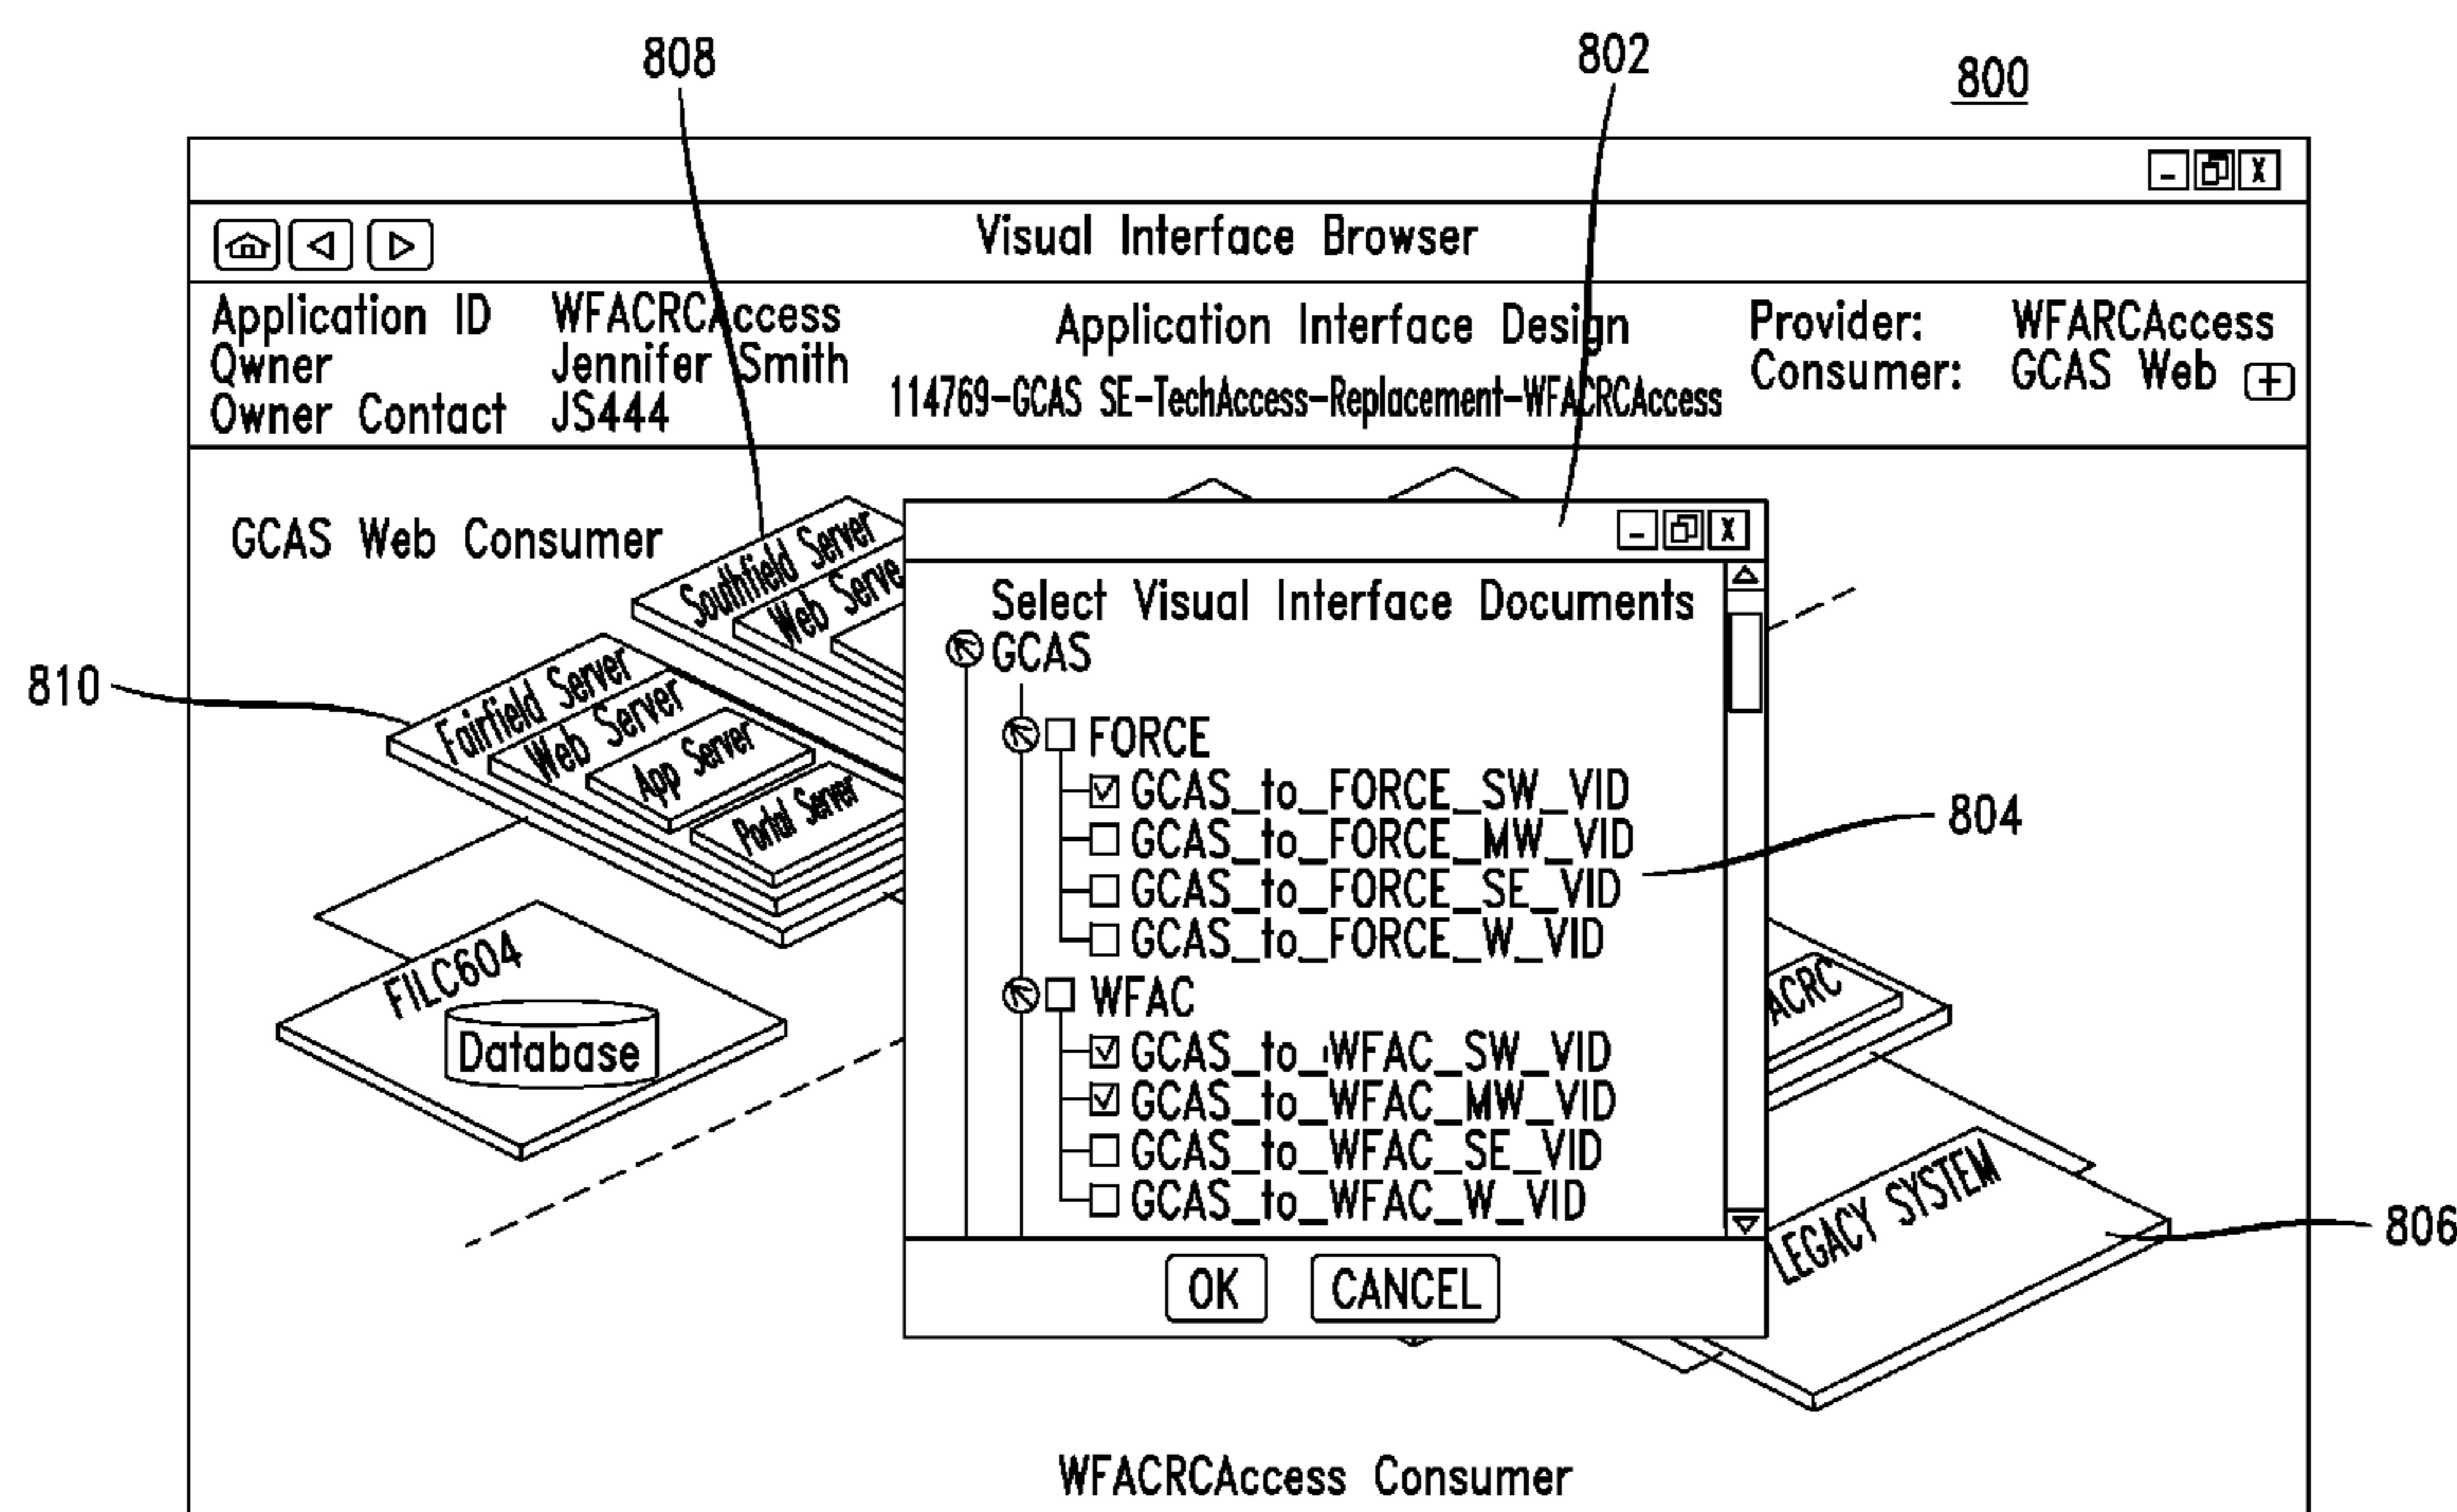 808
802
800
Visual Interface Browser
Application ID WFACRCAccess
Qwner Jennifer Smith
Owner Contact JS444
Application Interface Design
114769-GCAS SE-TechAccess-Replacement-WFACRCAccess
Provider: WFARCAccess
Consumer: GCAS Web
GCAS Web Consumer
Southfield Server
Web Serve
810
Fairfield Server
Web Server
App Server
Portal Server
FILC604
Database
Select Visual Interface Documents
GCAS
FORCE
GCAS_to_FORCE_SW_VID
GCAS_to_FORCE_MW_VID
GCAS_to_FORCE_SE_VID
GCAS_to_FORCE_W_VID
WFAC
GCAS_to_WFAC_SW_VID
GCAS_to_WFAC_MW_VID
GCAS_to_WFAC_SE_VID
GCAS_to_WFAC_W_VID
OK CANCEL
804
ACRC
LEGACY SYSTEM
806
WFACRCAccess Consumer